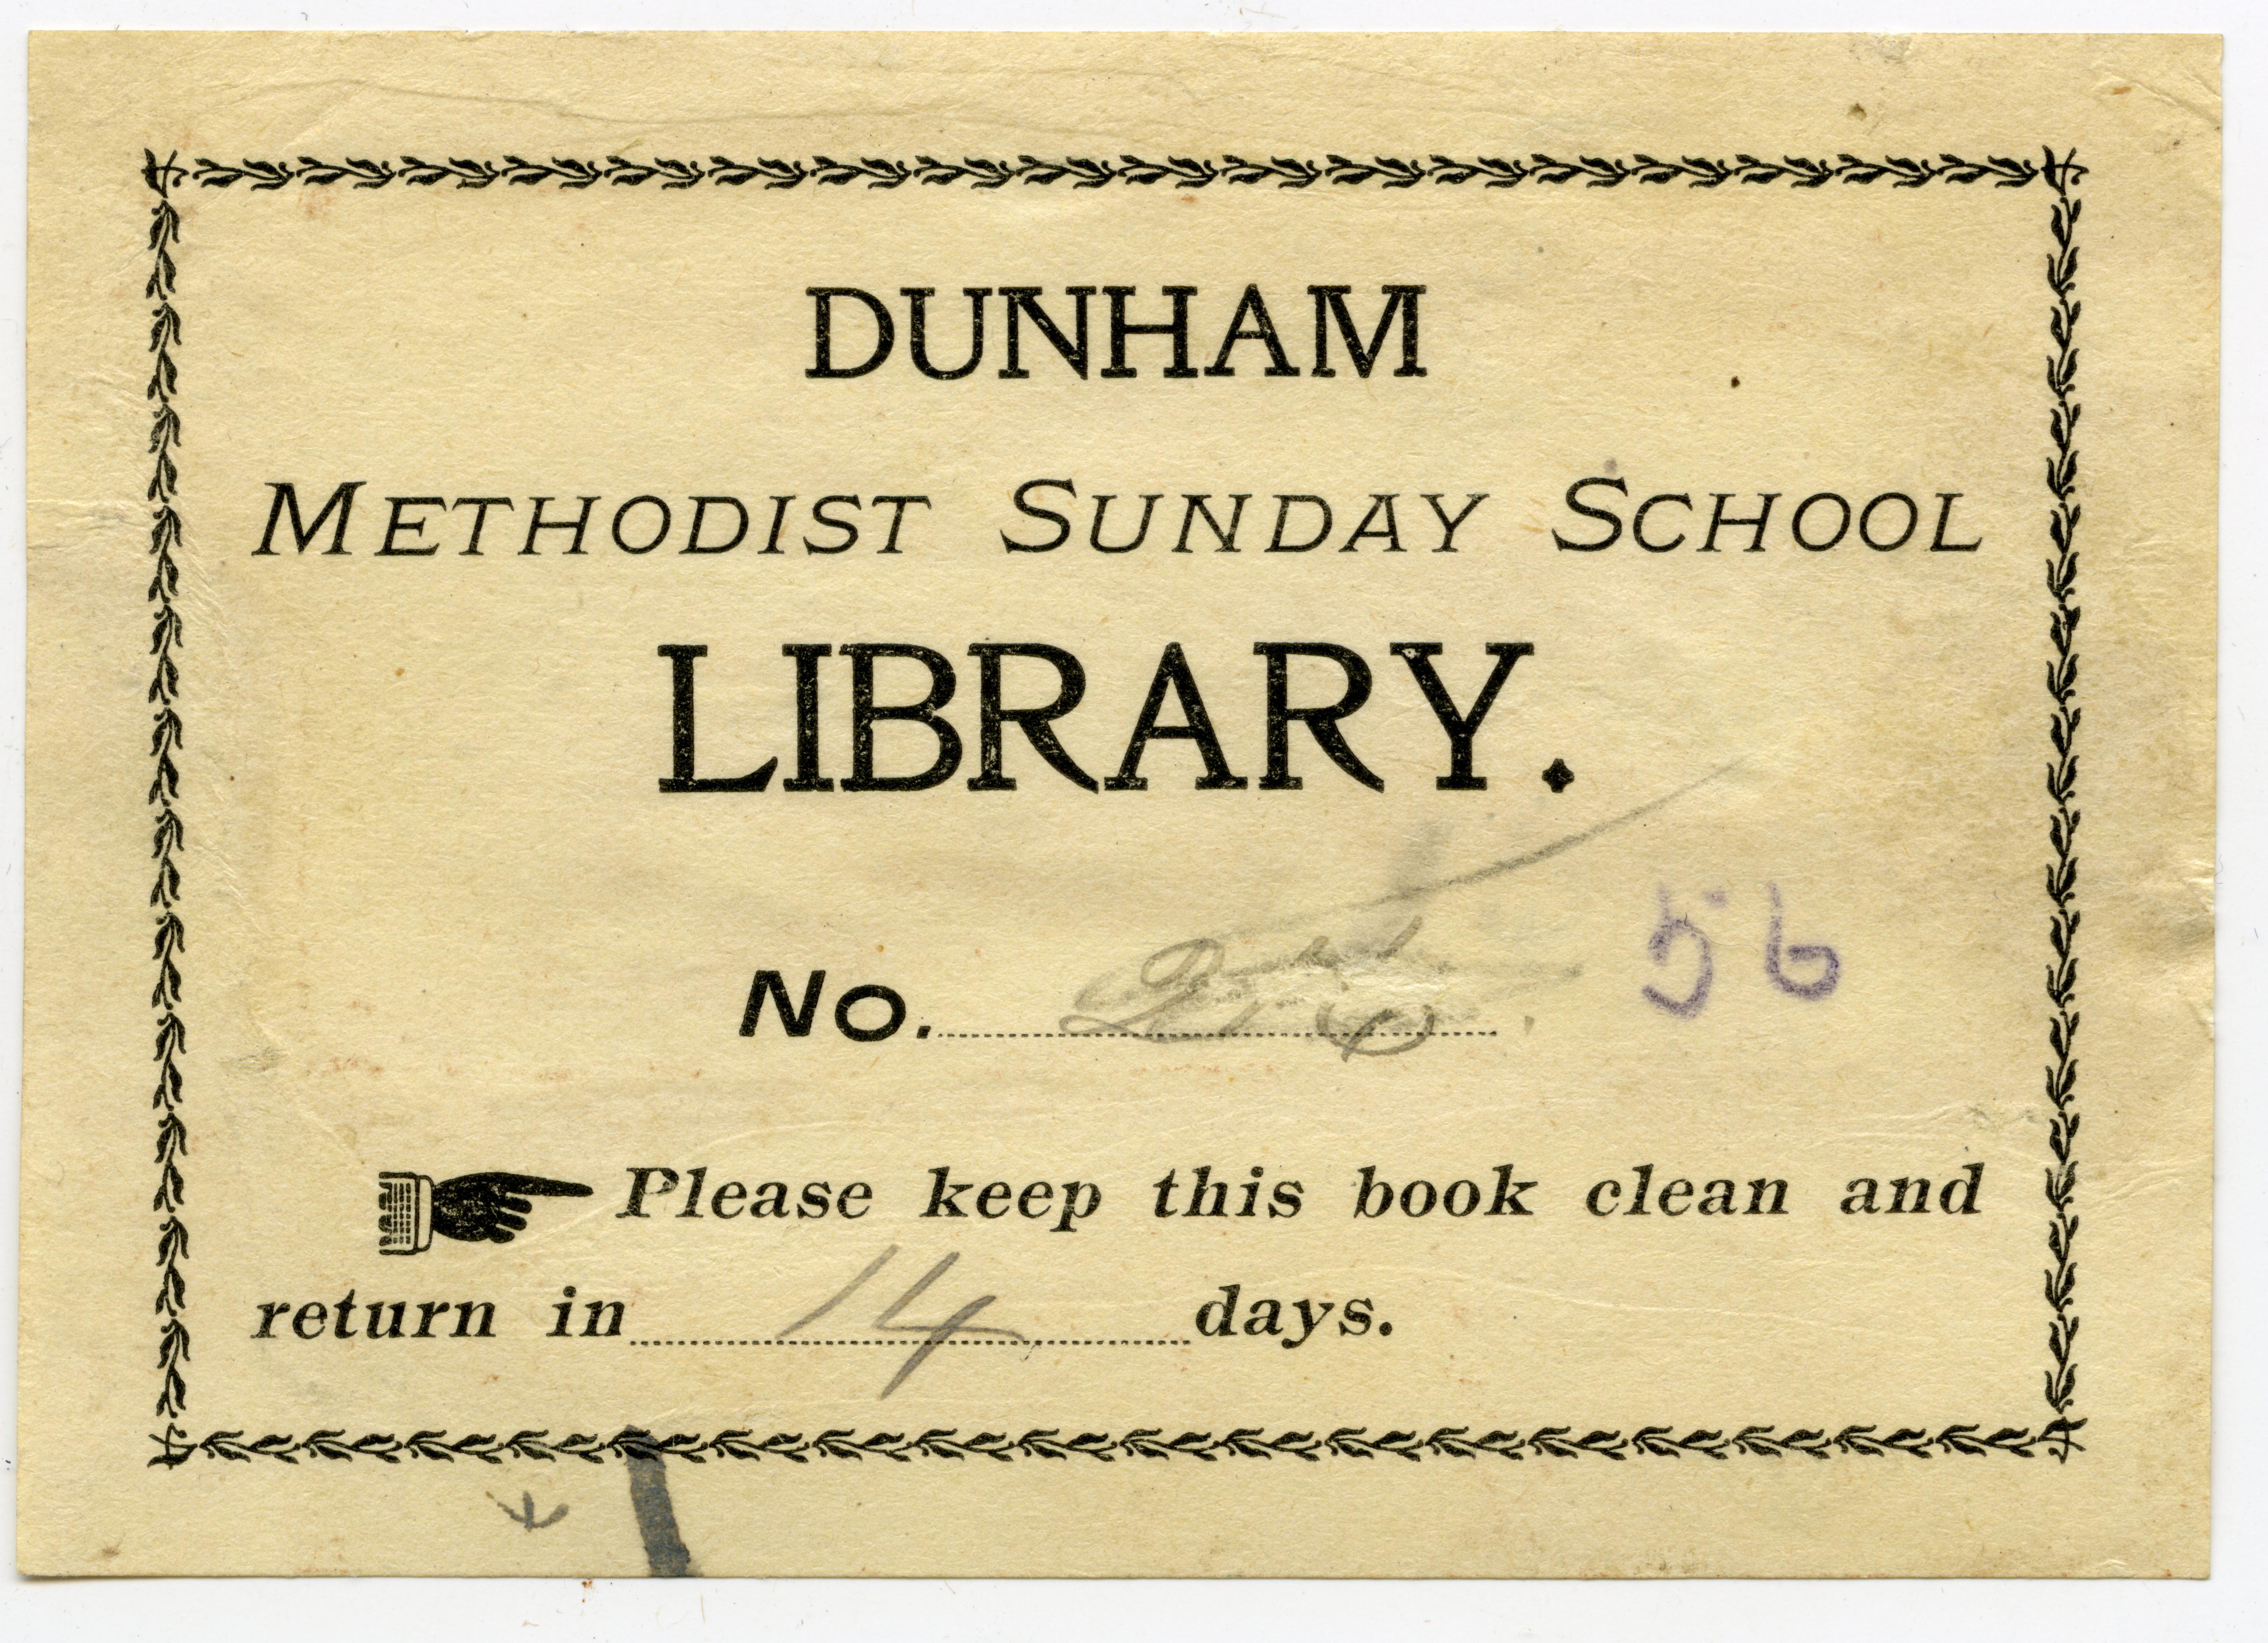 DUNHAM
METHODIST SUNDAY SCHOOL
LIBRARY.
No. 56
Please keep this book clean and
return in 14 days.